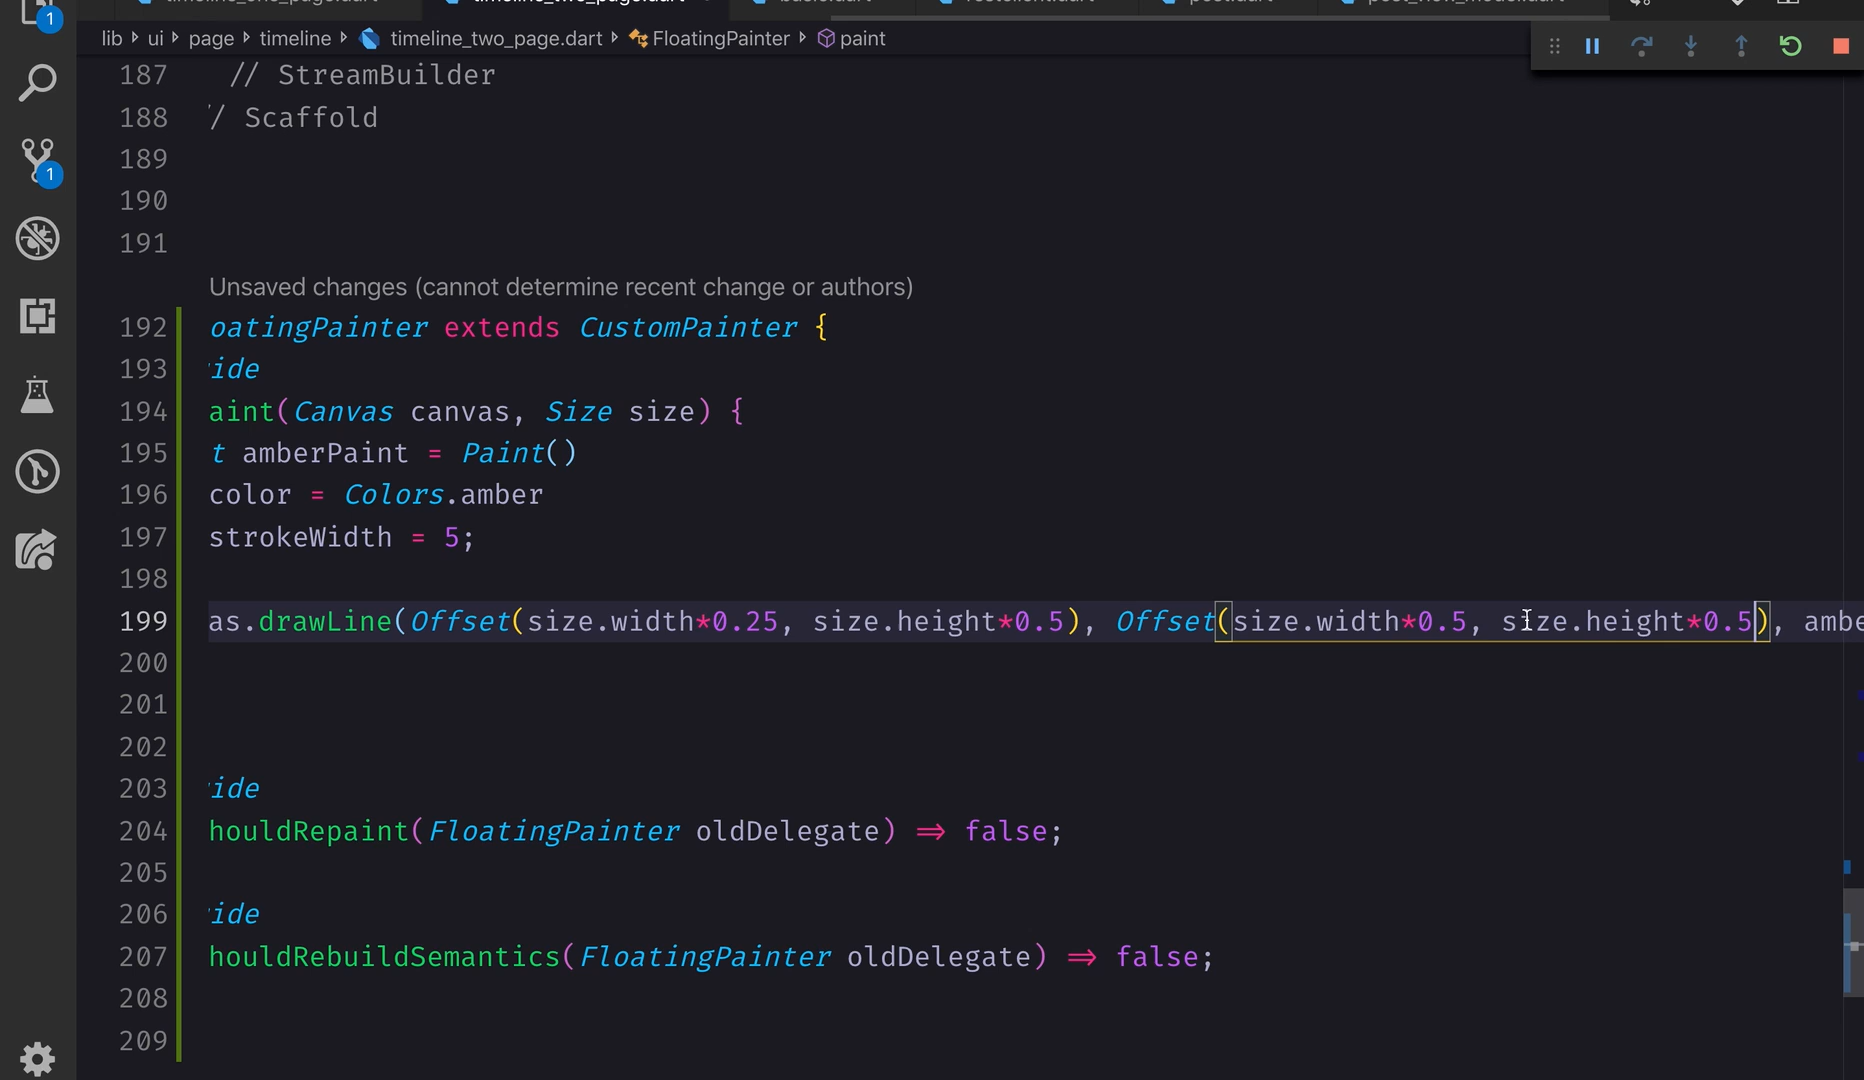 1
lib › ui › page › timeline › timeline_two_page.dart › FloatingPainter › paint
187 // StreamBuilder
188 / Scaffold
189
1
190
191
Unsaved changes (cannot determine recent change or authors)
192 oatingPainter extends CustomPainter {
193 ide
194 aint(Canvas canvas, Size size) {
195 t amberPaint = Paint()
196 color = Colors.amber
197 strokeWidth = 5;
198
199 as.drawLine(Offset(size.width*0.25, size.height*0.5), Offset(size.width*0.5, size.height*0.5), ambe
200
201
202
203 ide
204 houldRepaint(FloatingPainter oldDelegate) => false;
205
206 ide
207 houldRebuildSemantics(FloatingPainter oldDelegate) => false;
208
209